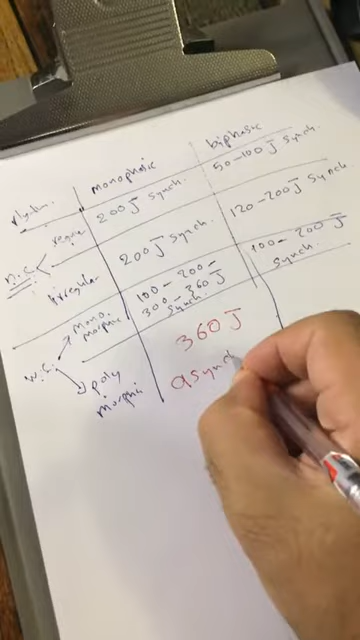 monophasic biphasic
Rhythm.
N.C. regular 200 J Synch. 50-100 J Synch.
irregular 200 J Synch. 120-200 J Synch
W.C. Mono.
morphic 100-200-
300-360 J
Synch 100- 200 J
Synch.
poly
morphic 360 J
asynch